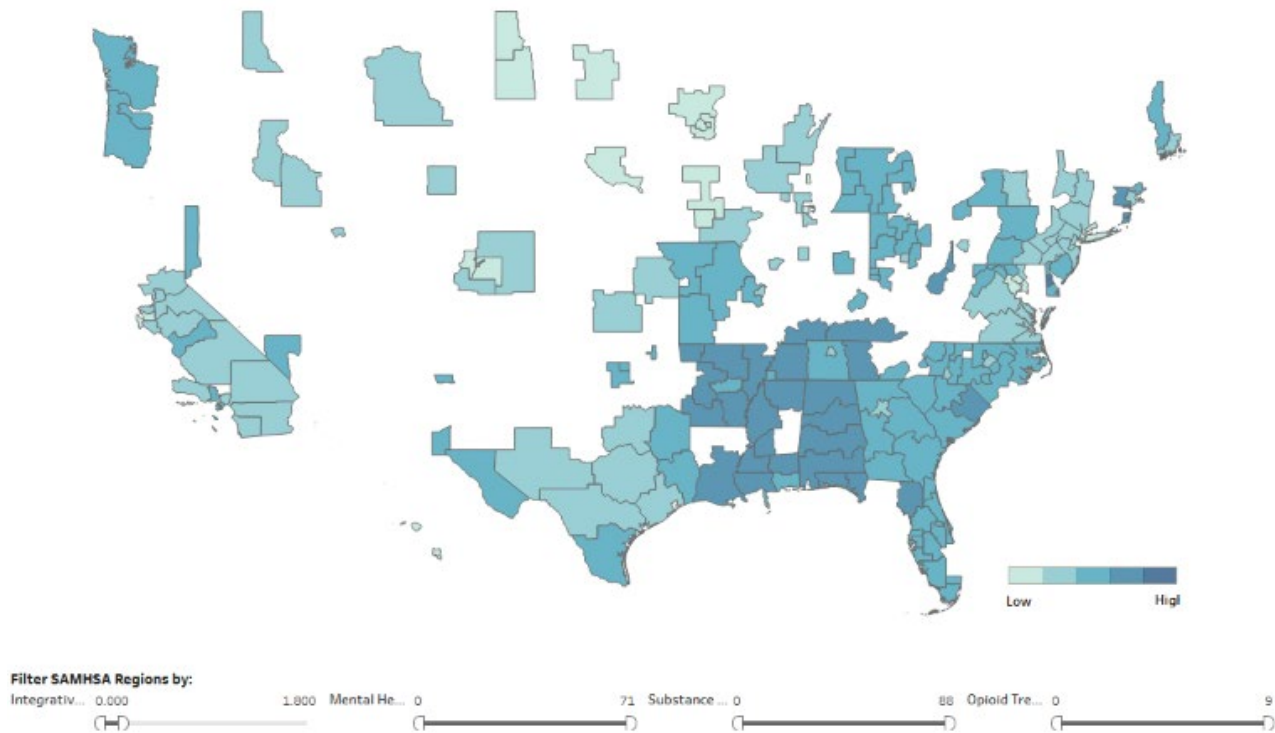 Low Higl
Filter SAMHSA Regions by:
Integrativ... 0.000 1.800 Mental He... 0 71 Substance ... 0 88 Opioid Tre... 0 9